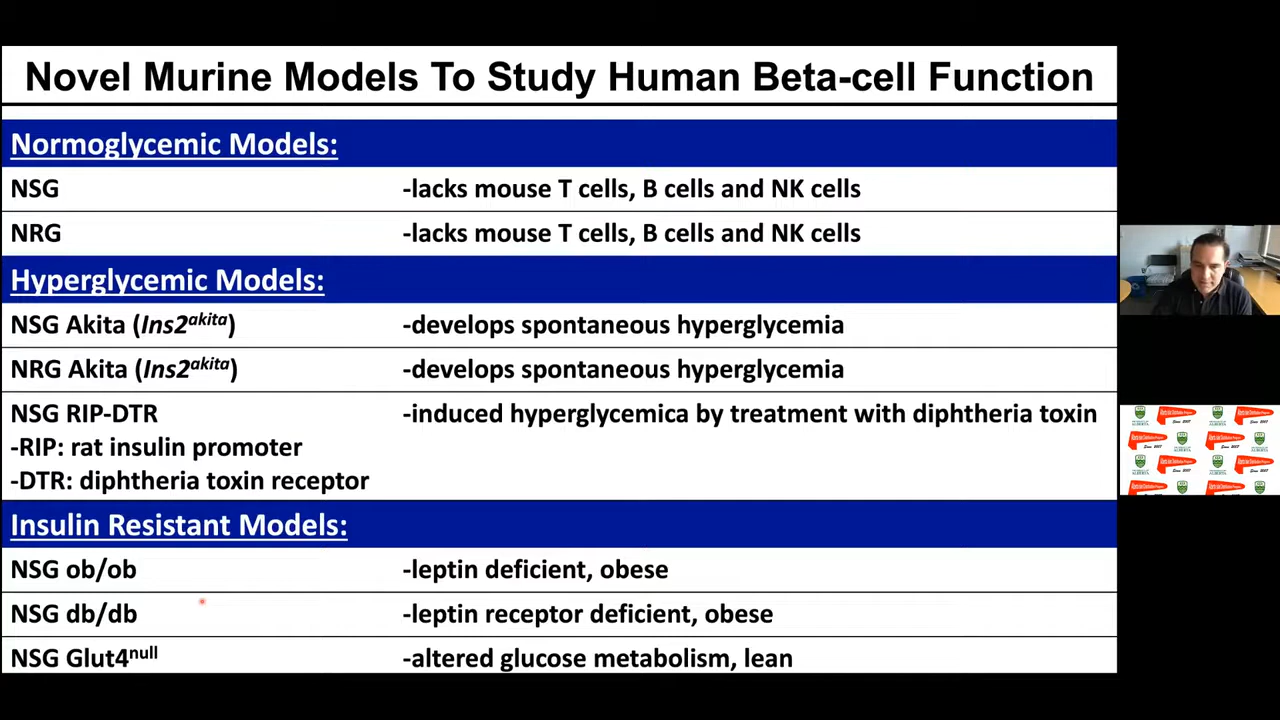 Novel Murine Models To Study Human Beta-cell Function
Normoglycemic Models:
NSG -lacks mouse T cells, B cells and NK cells
NRG -lacks mouse T cells, B cells and NK cells
Hyperglycemic Models:
NSG Akita (Ins2akita) -develops spontaneous hyperglycemia
NRG Akita (Ins2akita) -develops spontaneous hyperglycemia
NSG RIP-DTR -induced hyperglycemica by treatment with diphtheria toxin
-RIP: rat insulin promoter
-DTR: diphtheria toxin receptor
Insulin Resistant Models:
NSG ob/ob -leptin deficient, obese
NSG db/db -leptin receptor deficient, obese
NSG Glut4null -altered glucose metabolism, lean